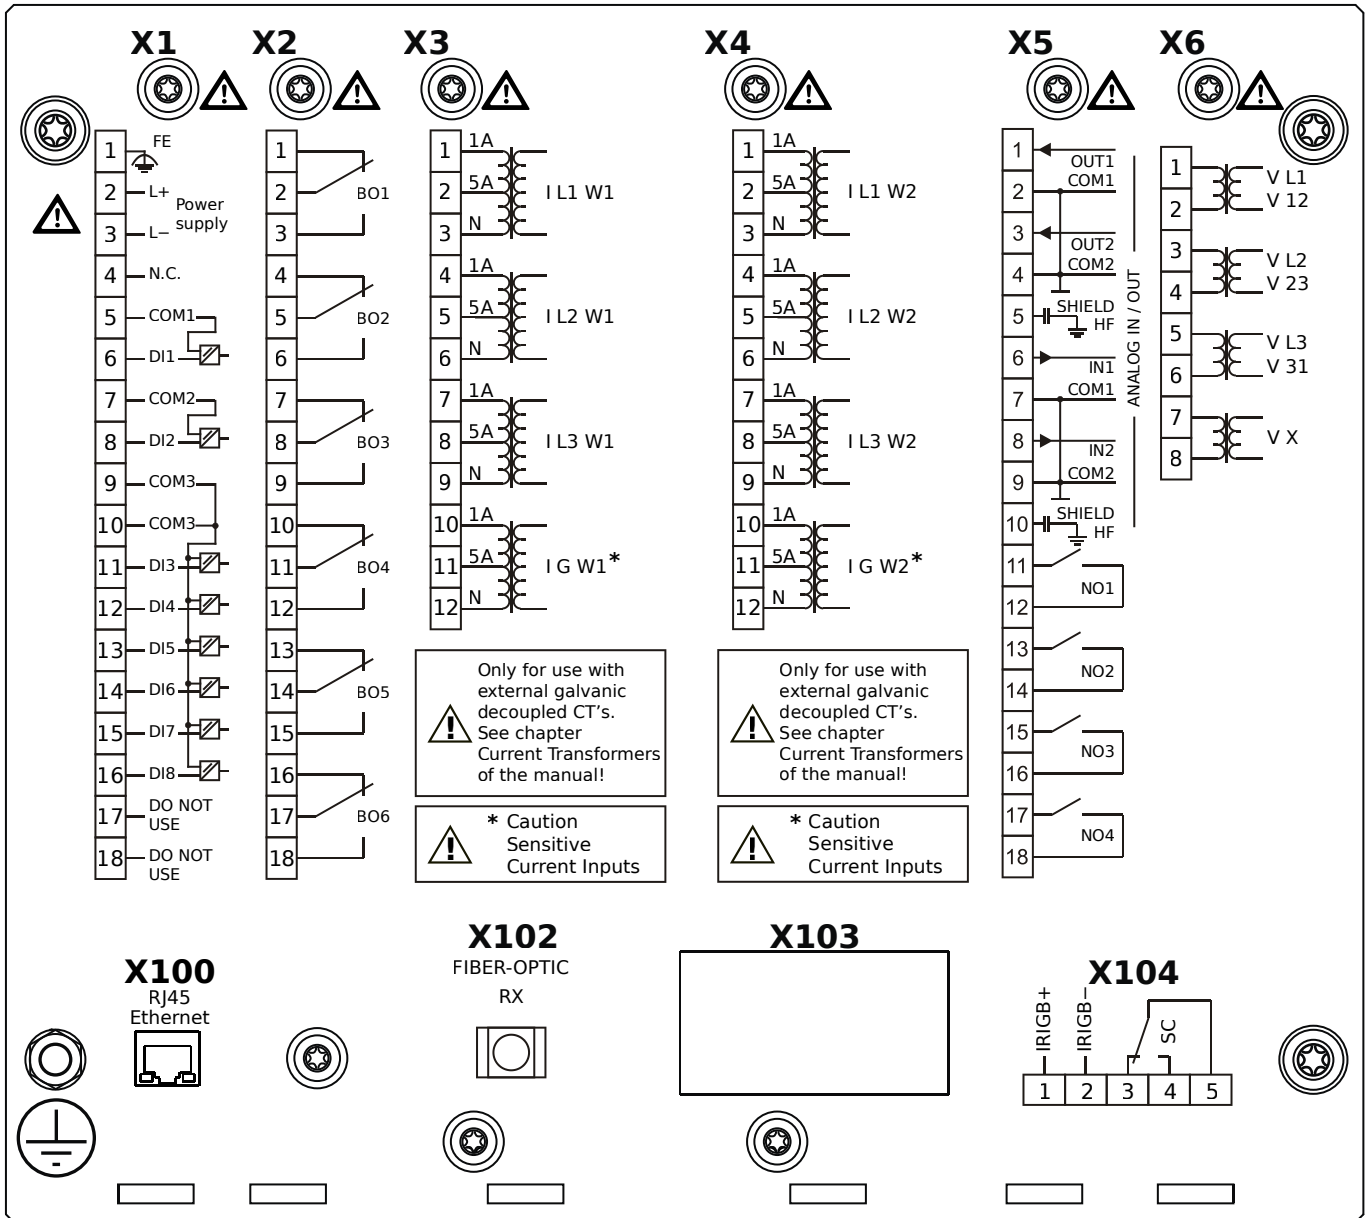 X1
X2
X3
X4
X5
X6
1 FE
2 L+
Power
supply
3 L−
4 N.C.
5 COM1
6 DI1
7 COM2
8 DI2
9 COM3
10 COM3
11 DI3
12 DI4
13 DI5
14 DI6
15 DI7
16 DI8
17 DO NOT
USE
18 DO NOT
USE
1
2 BO1
3
4
5 BO2
6
7
8 BO3
9
10
11 BO4
12
13
14 BO5
15
16
17 BO6
18
1 1A
2 5A I L1 W1
3 N
4 1A
5 5A I L2 W1
6 N
7 1A
8 5A I L3 W1
9 N
10 1A
11 5A I G W1*
12 N
Only for use with
external galvanic
decoupled CT's.
See chapter
Current Transformers
of the manual!
* Caution
Sensitive
Current Inputs
1 1A
2 5A I L1 W2
3 N
4 1A
5 5A I L2 W2
6 N
7 1A
8 5A I L3 W2
9 N
10 1A
11 5A I G W2*
12 N
Only for use with
external galvanic
decoupled CT's.
See chapter
Current Transformers
of the manual!
* Caution
Sensitive
Current Inputs
1 OUT1
2 COM1
3 OUT2
4 COM2
5 SHIELD
HF
6 IN1
7 COM1
8 IN2
9 COM2
10 SHIELD
HF
ANALOG IN / OUT
11
NO1
12
13
NO2
14
15
NO3
16
17
NO4
18
1 V L1
2 V 12
3 V L2
4 V 23
5 V L3
6 V 31
7
V X
8
X100
RJ45
Ethernet
X102
FIBER-OPTIC
RX
X103
X104
IRIGB+
IRIGB−
SC
1 2 3 4 5